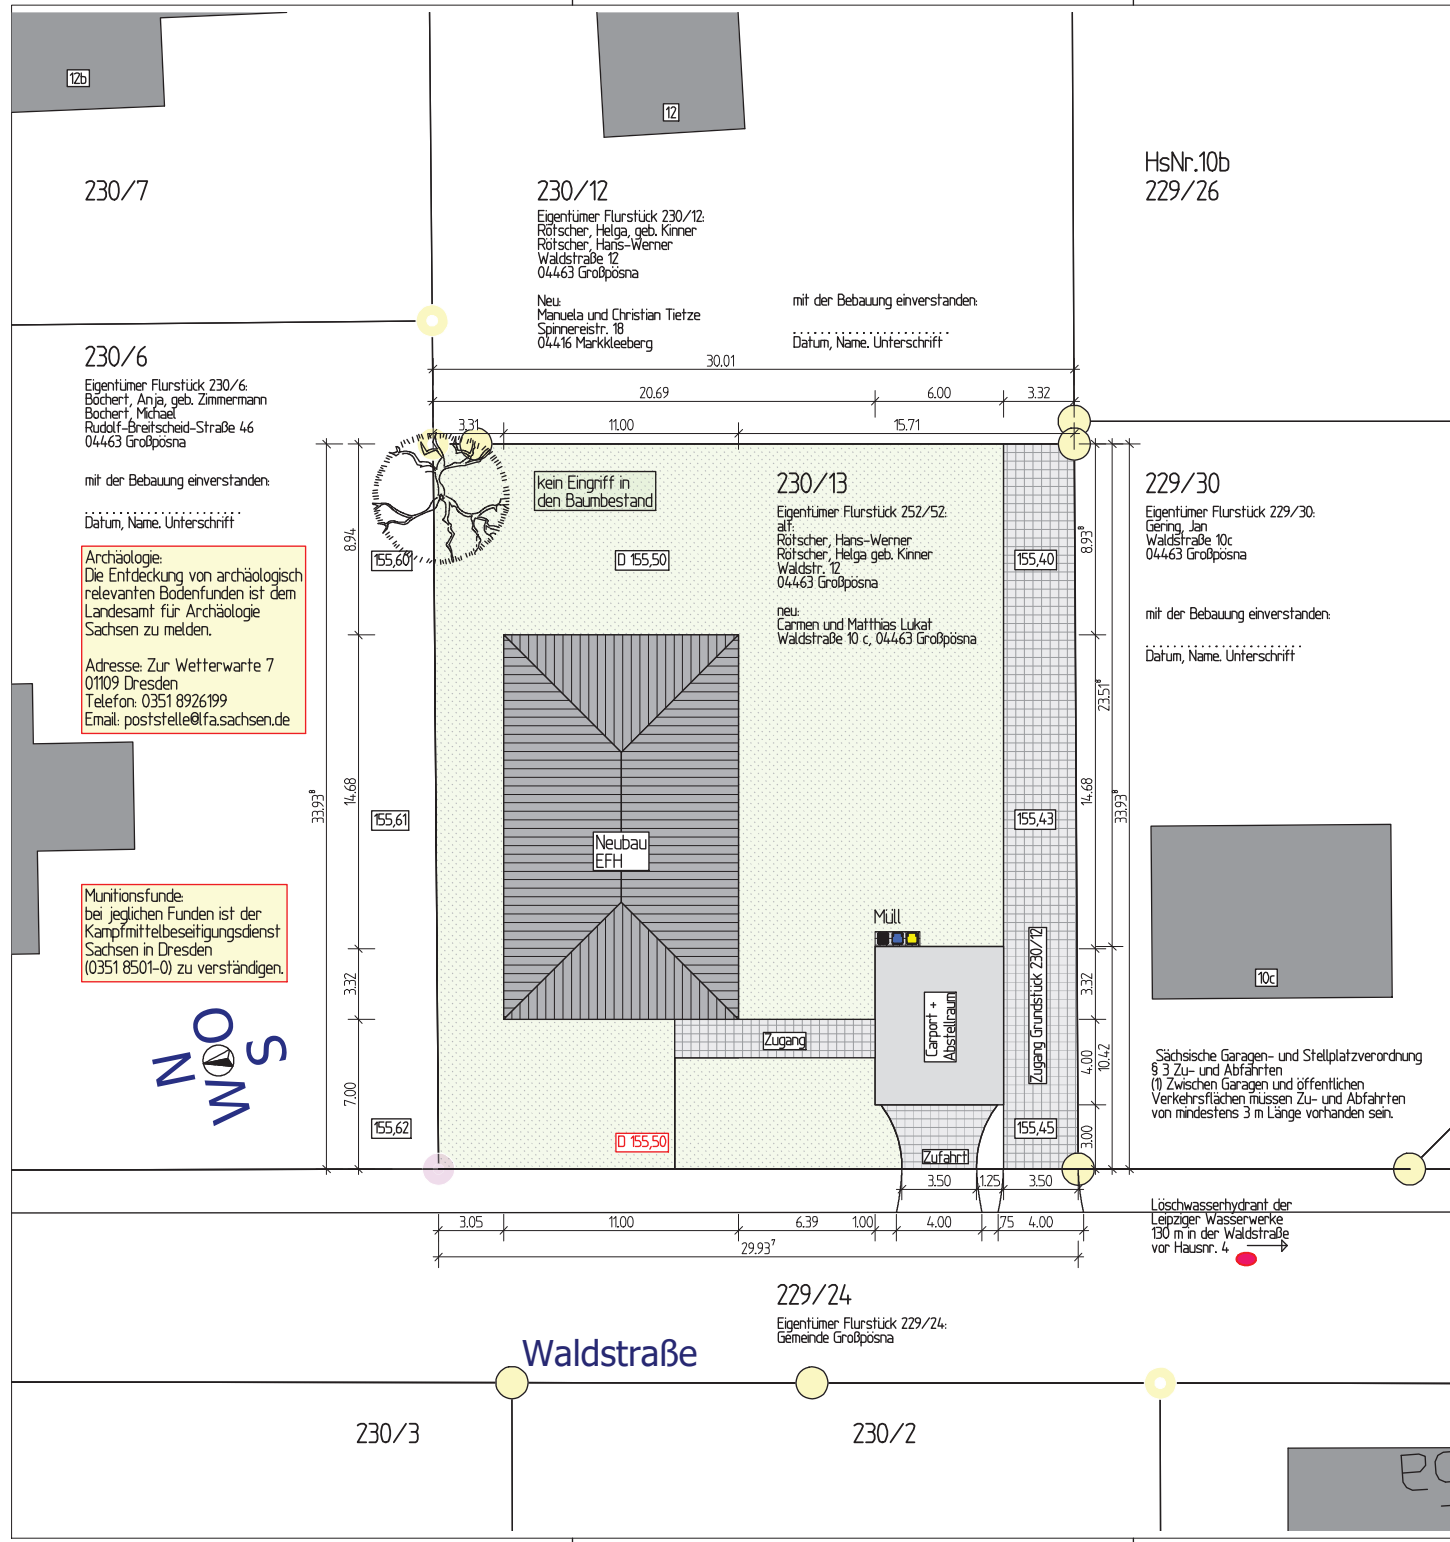 12b
12
230/7
230/12
Eigentümer Flurstück 230/12:
Rötscher, Helga, geb. Kinner
Rötscher, Hans-Werner
Waldstraße 12
04463 Großpösna
Neu:
Manuela und Christian Tietze
Spinnereistr. 18
04416 Markkleeberg
mit der Bebauung einverstanden:
Datum, Name. Unterschrift
HsNr.10b
229/26
30.01
20.69
6.00
3.32
3.31
11.00
15.71
230/6
Eigentümer Flurstück 230/6:
Bochert, Anja, geb. Zimmermann
Bochert, Michael
Rudolf-Breitscheid-Straße 46
04463 Großpösna
mit der Bebauung einverstanden:
Datum, Name. Unterschrift
Archäologie:
Die Entdeckung von archäologisch
relevanten Bodenfunden ist dem
Landesamt für Archäologie
Sachsen zu melden.
Adresse: Zur Wetterwarte 7
01109 Dresden
Telefon: 0351 8926199
Email: poststelle@lfa.sachsen.de
Munitionsfunde:
bei jeglichen Funden ist der
Kampfmittelbeseitigungsdienst
Sachsen in Dresden
(0351 8501-0) zu verständigen.
N
O
S
W
33.93⁸
8.94
14.68
3.32
7.00
155,60
155,61
155,62
kein Eingriff in
den Baumbestand
D 155,50
230/13
Eigentümer Flurstück 252/52:
alt:
Rötscher, Hans-Werner
Rötscher, Helga geb. Kinner
Waldstr. 12
04463 Großpösna
neu:
Carmen und Matthias Lukat
Waldstraße 10 c, 04463 Großpösna
Neubau
EFH
Müll
Carport +
Abstellraum
Zugang
Zufahrt
D 155,50
Zugang Grundstück 230/12
155,40
155,43
155,45
8.93⁸
14.68
3.32
4.00
3.00
23.51⁸
10.42
33.93⁸
229/30
Eigentümer Flurstück 229/30:
Gering, Jan
Waldstraße 10c
04463 Großpösna
mit der Bebauung einverstanden:
Datum, Name. Unterschrift
10c
Sächsische Garagen- und Stellplatzverordnung
§ 3 Zu- und Abfahrten
(1) Zwischen Garagen und öffentlichen
Verkehrsflächen müssen Zu- und Abfahrten
von mindestens 3 m Länge vorhanden sein.
3.50
1.25
3.50
3.05
11.00
6.39
1.00
4.00
75
4.00
29.93⁷
Löschwasserhydrant der
Leipziger Wasserwerke
130 m in der Waldstraße
vor Hausnr. 4
229/24
Eigentümer Flurstück 229/24:
Gemeinde Großpösna
Waldstraße
230/3
230/2